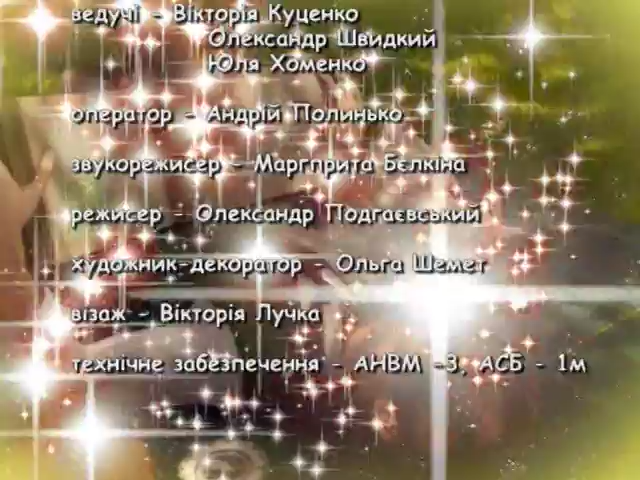 ведучі - Вікторія Куценко
Олександр Швидкий
Юля Хоменко
оператор - Андрій Полинько
звукорежисер - Маргприта Бєлкіна
режисер - Олександр Подгаєвський
художник-декоратор - Ольга Шемет
візаж - Вікторія Лучка
технічне забезпечення - АНВМ -3, АСБ - 1м